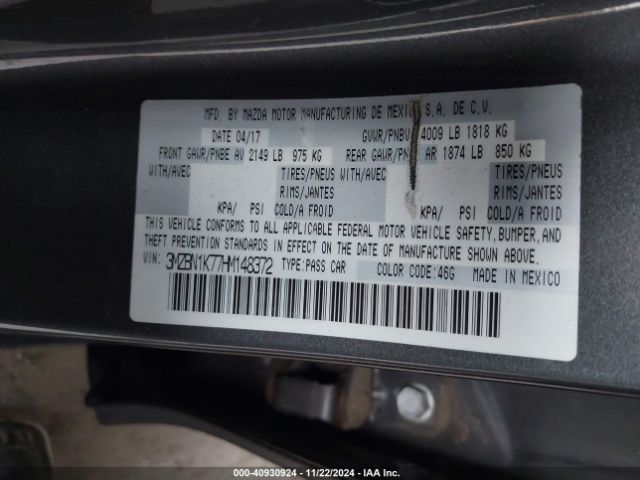 MFD. BY MAZDA MOTOR MANUFACTURING DE MEXICO S.A. DE C.V.
DATE 04/17 GVWR/PNBV 4009 LB 1818 KG
FRONT GAWR/PNBE AV 2149 LB 975 KG REAR GAWR/PNBE AR 1874 LB 850 KG
WITH/AVEC TIRES/PNEUS WITH/AVEC TIRES/PNEUS
RIMS/JANTES RIMS/JANTES
KPA/ PSI COLD/A FROID KPA/ PSI COLD/A FROID
THIS VEHICLE CONFORMS TO ALL APPLICABLE FEDERAL MOTOR VEHICLE SAFETY, BUMPER, AND
THEFT PREVENTION STANDARDS IN EFFECT ON THE DATE OF MANUFACTURE SHOWN ABOVE.
VIN: 3MZBN1K77HM148372 TYPE:PASS CAR COLOR CODE:46G MADE IN MEXICO
000-40930924 - 11/22/2024 - IAA Inc.